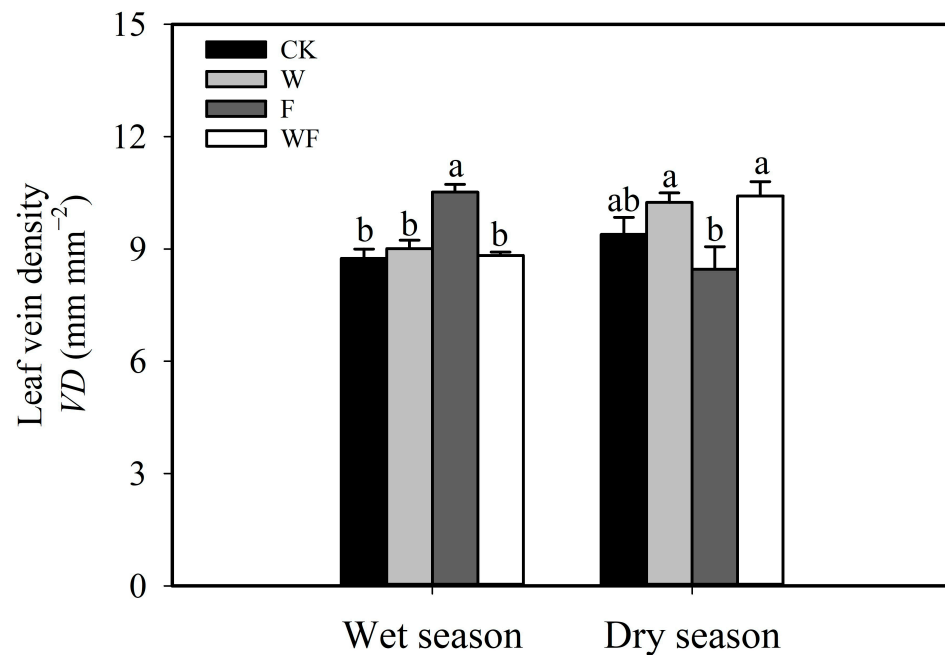 Leaf vein density
VD (mm mm⁻²)
15
12
9
6
3
0
CK
W
F
WF
b
b
a
b
ab
a
b
a
Wet season
Dry season